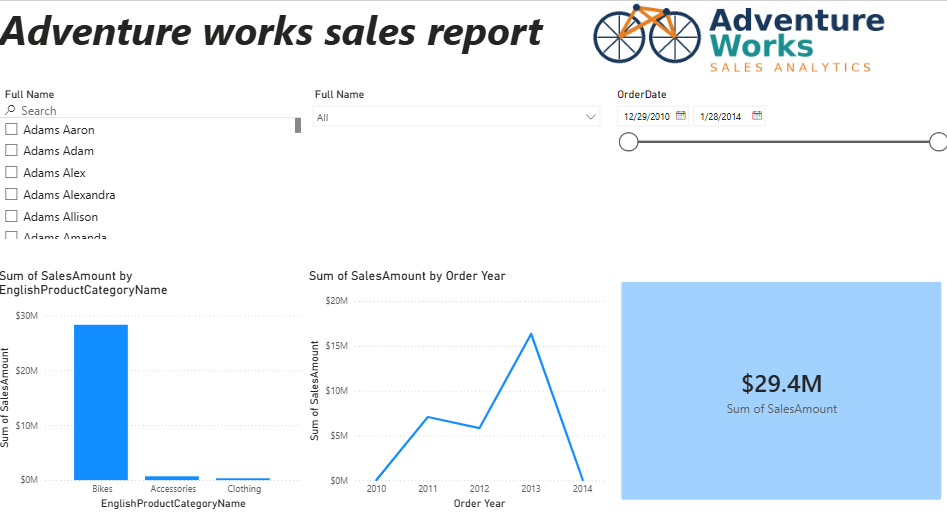 Adventure works sales report
Adventure
Works
SALES ANALYTICS
Full Name
Search
Adams Aaron
Adams Adam
Adams Alex
Adams Alexandra
Adams Allison
Adams Amanda
Full Name
All
OrderDate
12/29/2010
1/28/2014
Sum of SalesAmount by
EnglishProductCategoryName
Sum of SalesAmount
$30M
$20M
$10M
$0M
Bikes
Accessories
Clothing
EnglishProductCategoryName
Sum of SalesAmount by Order Year
Sum of SalesAmount
$20M
$15M
$10M
$5M
$0M
2010
2011
2012
2013
2014
Order Year
$29.4M
Sum of SalesAmount